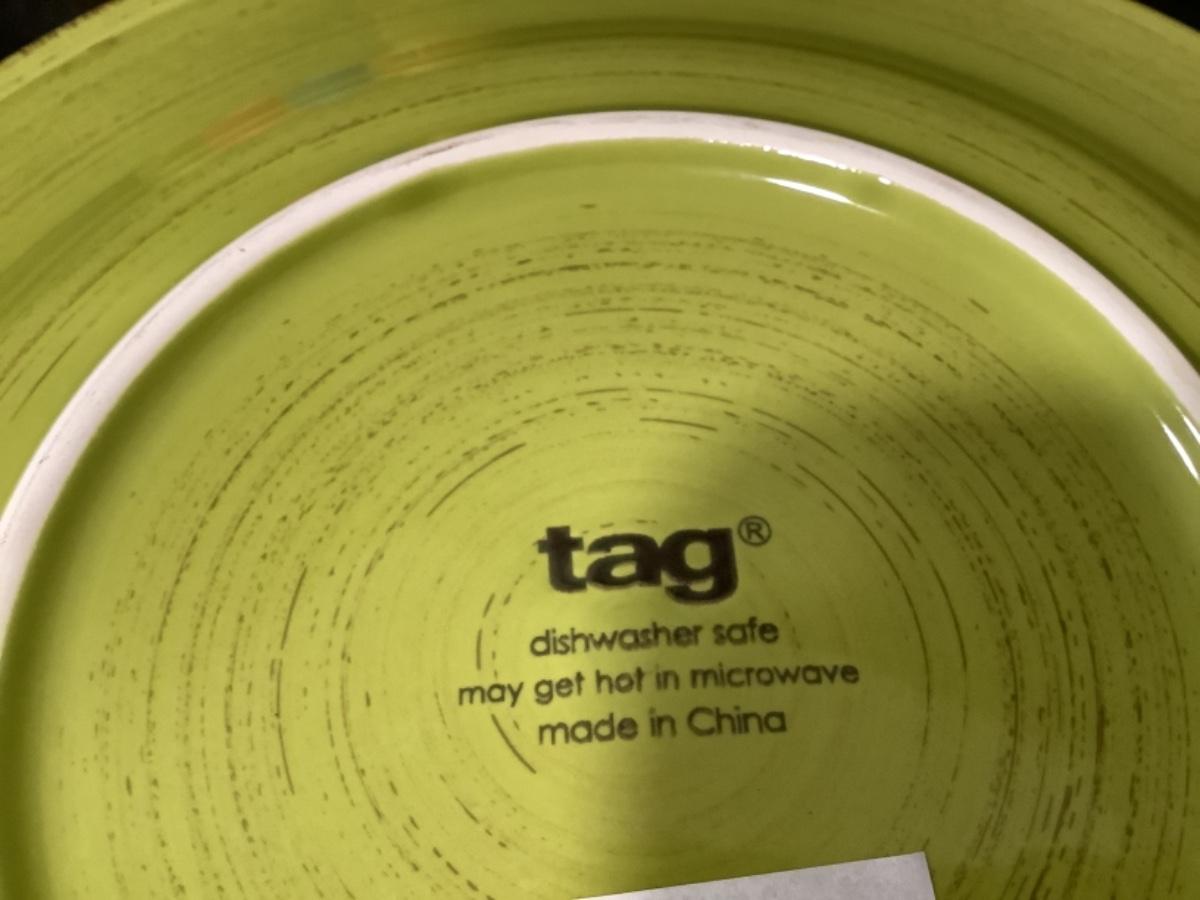 tag®
dishwasher safe
may get hot in microwave
made in China